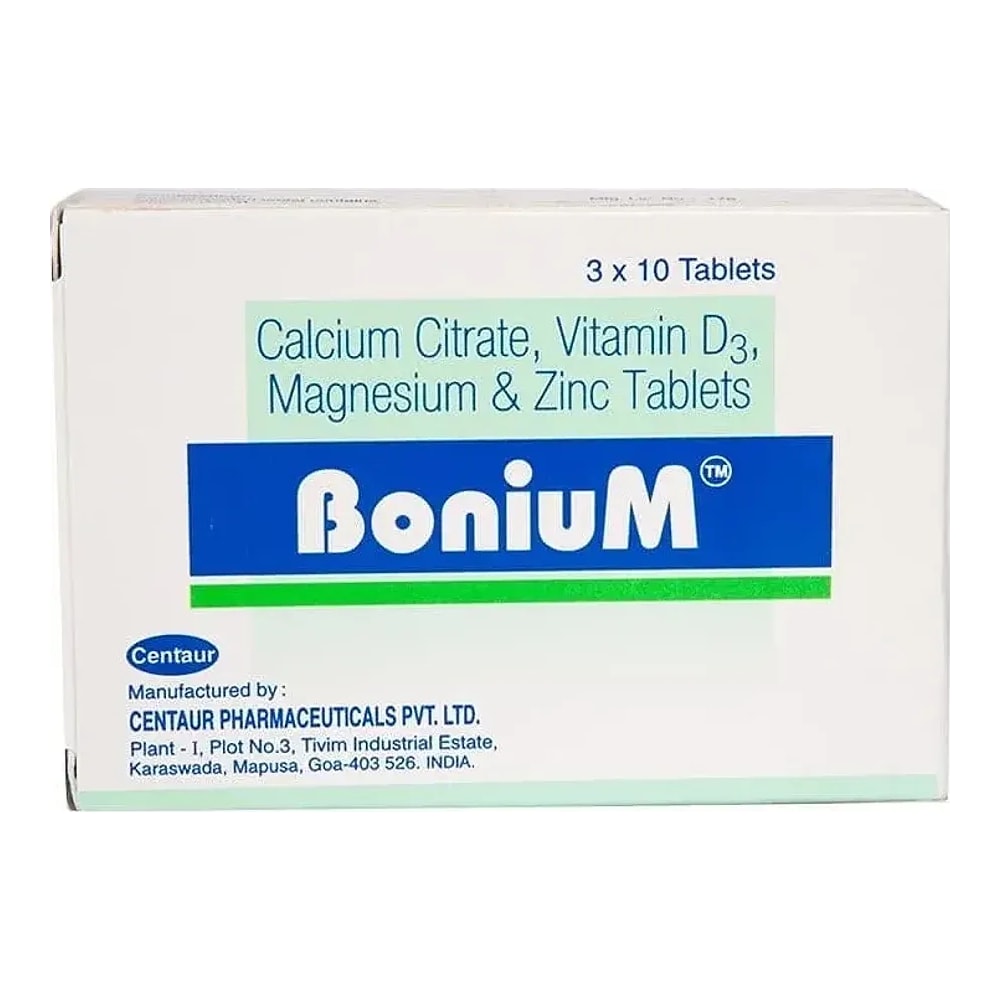 3 x 10 Tablets
Calcium Citrate, Vitamin D3,
Magnesium & Zinc Tablets
BoniuM™
Centaur
Manufactured by :
CENTAUR PHARMACEUTICALS PVT. LTD.
Plant - I, Plot No.3, Tivim Industrial Estate,
Karaswada, Mapusa, Goa-403 526. INDIA.